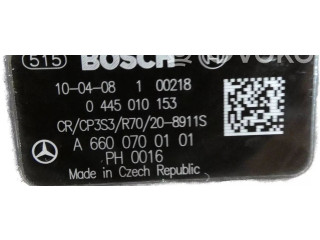 515 BOSCH
10-04-08 1 00218
0 445 010 153
CR/CP3S3/R70/20-8911S
A 660 070 01 01
PH 0016
Made in Czech Republic